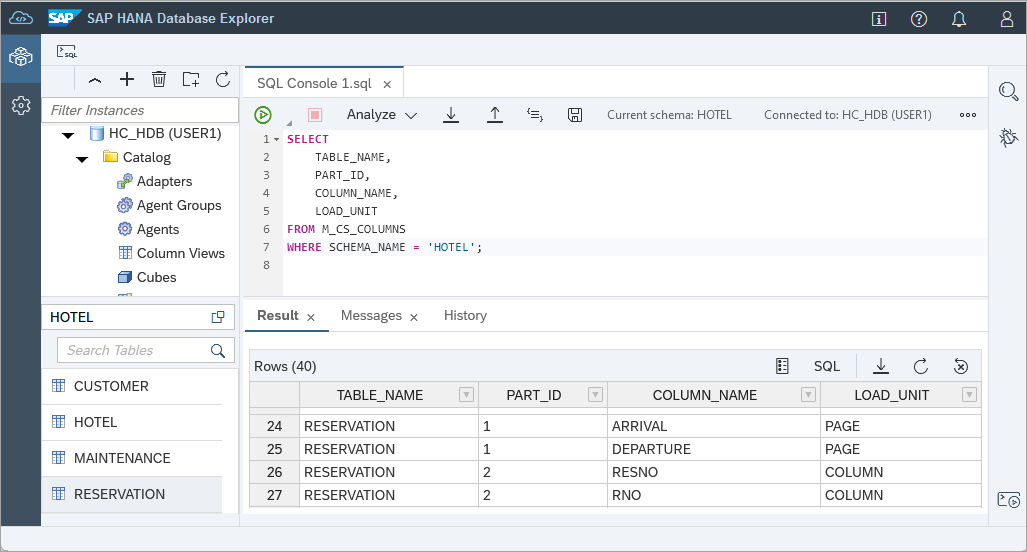 SAP SAP HANA Database Explorer
SQL
Filter Instances
HC_HDB (USER1)
Catalog
Adapters
Agent Groups
Agents
Column Views
Cubes
HOTEL
Search Tables
CUSTOMER
HOTEL
MAINTENANCE
RESERVATION
SQL Console 1.sql
Analyze Current schema: HOTEL Connected to: HC_HDB (USER1)
1 SELECT
2 TABLE_NAME,
3 PART_ID,
4 COLUMN_NAME,
5 LOAD_UNIT
6 FROM M_CS_COLUMNS
7 WHERE SCHEMA_NAME = 'HOTEL';
8
Result Messages History
Rows (40) SQL
TABLE_NAME PART_ID COLUMN_NAME LOAD_UNIT
24 RESERVATION 1 ARRIVAL PAGE
25 RESERVATION 1 DEPARTURE PAGE
26 RESERVATION 2 RESNO COLUMN
27 RESERVATION 2 RNO COLUMN